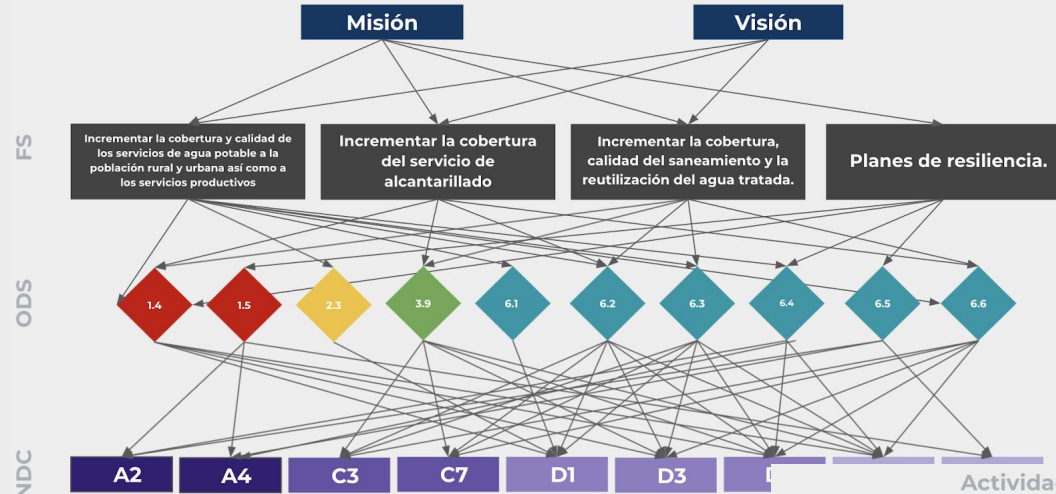 Misión
Visión
FS
Incrementar la cobertura y calidad de
los servicios de agua potable a la
población rural y urbana así como a
los servicios productivos
Incrementar la cobertura
del servicio de
alcantarillado
Incrementar la cobertura,
calidad del saneamiento y la
reutilización del agua tratada.
Planes de resiliencia.
ODS
1.4
1.5
2.3
3.9
6.1
6.2
6.3
6.4
6.5
6.6
NDC
A2
A4
C3
C7
D1
D3